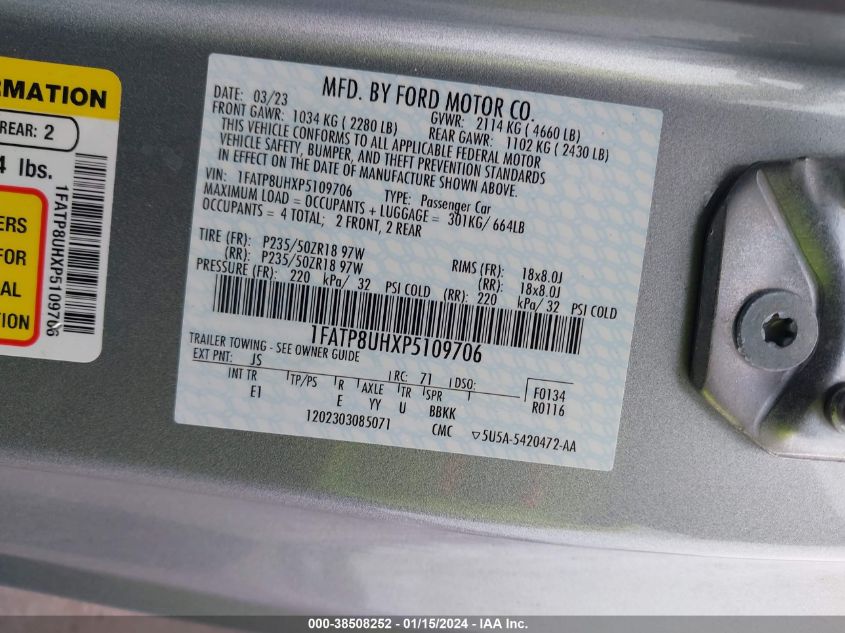 RMATION
REAR: 2
4 lbs.
ERS
FOR
AL
TION
1FATP8UHXP5109706
MFD. BY FORD MOTOR CO.
DATE: 03/23
GVWR: 2114 KG ( 4660 LB)
FRONT GAWR: 1034 KG ( 2280 LB)
REAR GAWR: 1102 KG ( 2430 LB)
THIS VEHICLE CONFORMS TO ALL APPLICABLE FEDERAL MOTOR
VEHICLE SAFETY, BUMPER, AND THEFT PREVENTION STANDARDS
IN EFFECT ON THE DATE OF MANUFACTURE SHOWN ABOVE.
VIN: 1FATP8UHXP5109706 TYPE: Passenger Car
MAXIMUM LOAD = OCCUPANTS + LUGGAGE = 301KG/ 664LB
OCCUPANTS = 4 TOTAL; 2 FRONT, 2 REAR
TIRE (FR): P235/50ZR18 97W RIMS (FR): 18x8.0J
(RR): P235/50ZR18 97W (RR): 18x8.0J
PRESSURE (FR): 220 kPa/ 32 PSI COLD (RR): 220 kPa/ 32 PSI COLD
1FATP8UHXP5109706
TRAILER TOWING - SEE OWNER GUIDE
EXT PNT: JS RC: 71 DSO: F0134
INT TR TP/PS R AXLE TR SPR R0116
E1 E YY U BBKK
1202303085071 CMC ▽5U5A-5420472-AA
000-38508252 - 01/15/2024 - IAA Inc.